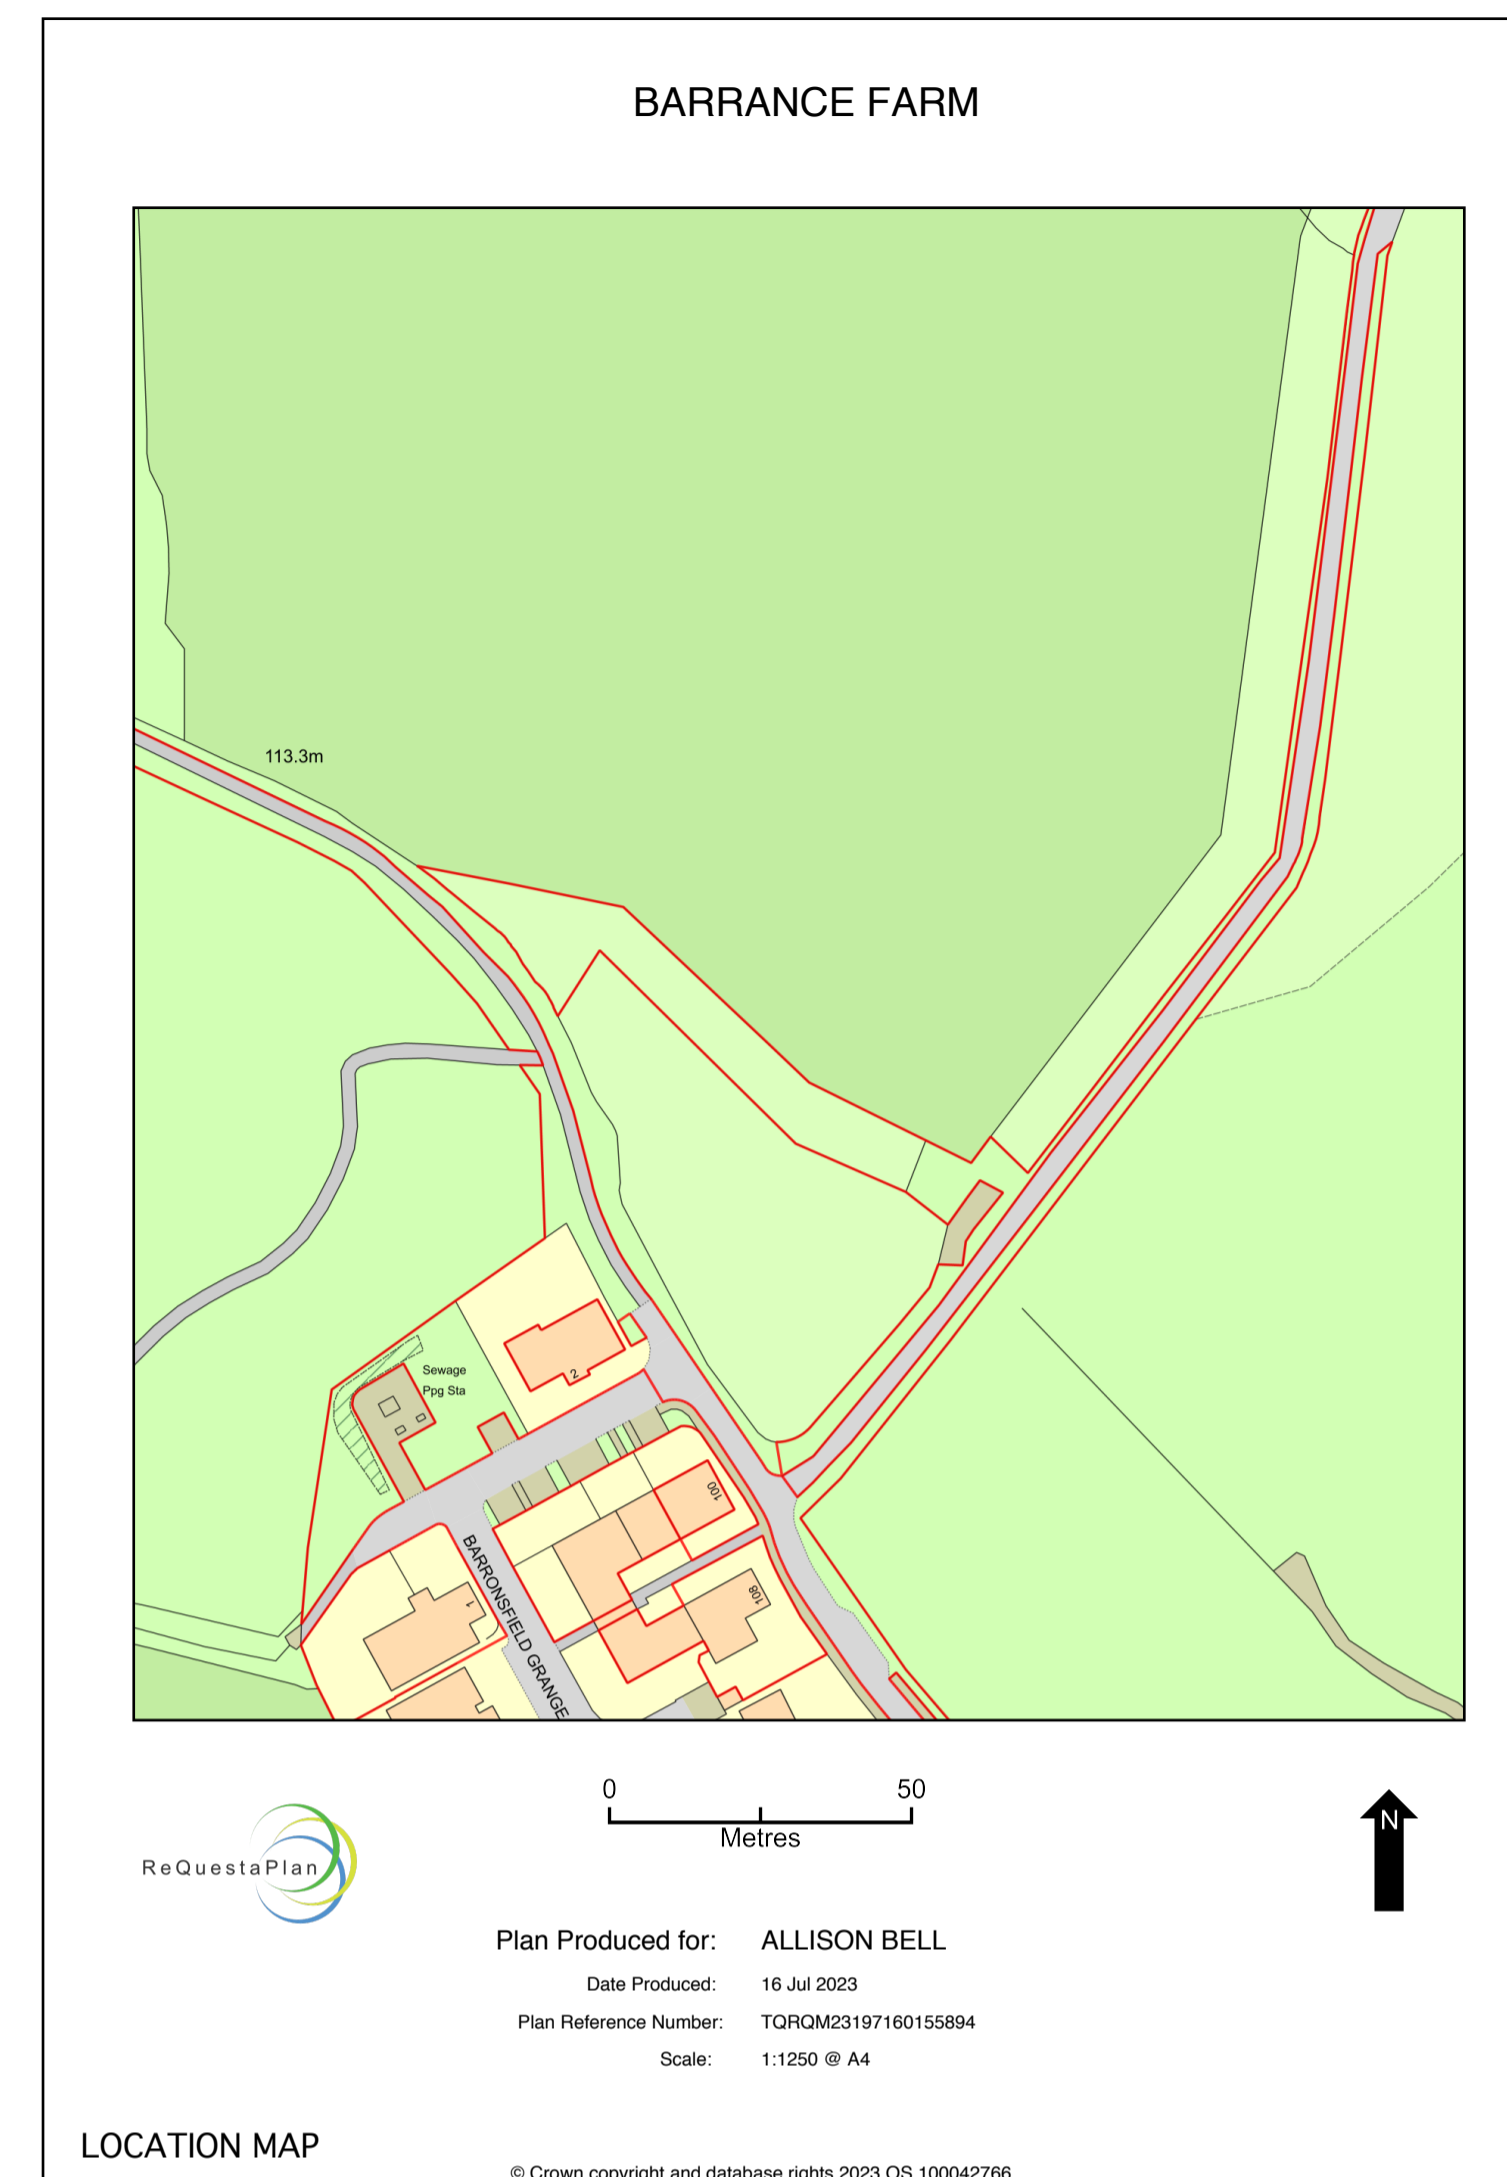 BARRANCE FARM
113.3m
Sewage
Ppg Sta
2
100
108
1
BARRONSFIELD GRANGE
0 50
Metres
N
ReQuestaPlan
Plan Produced for: ALLISON BELL
Date Produced: 16 Jul 2023
Plan Reference Number: TQRQM23197160155894
Scale: 1:1250 @ A4
LOCATION MAP
© Crown copyright and database rights 2023 OS 100042766